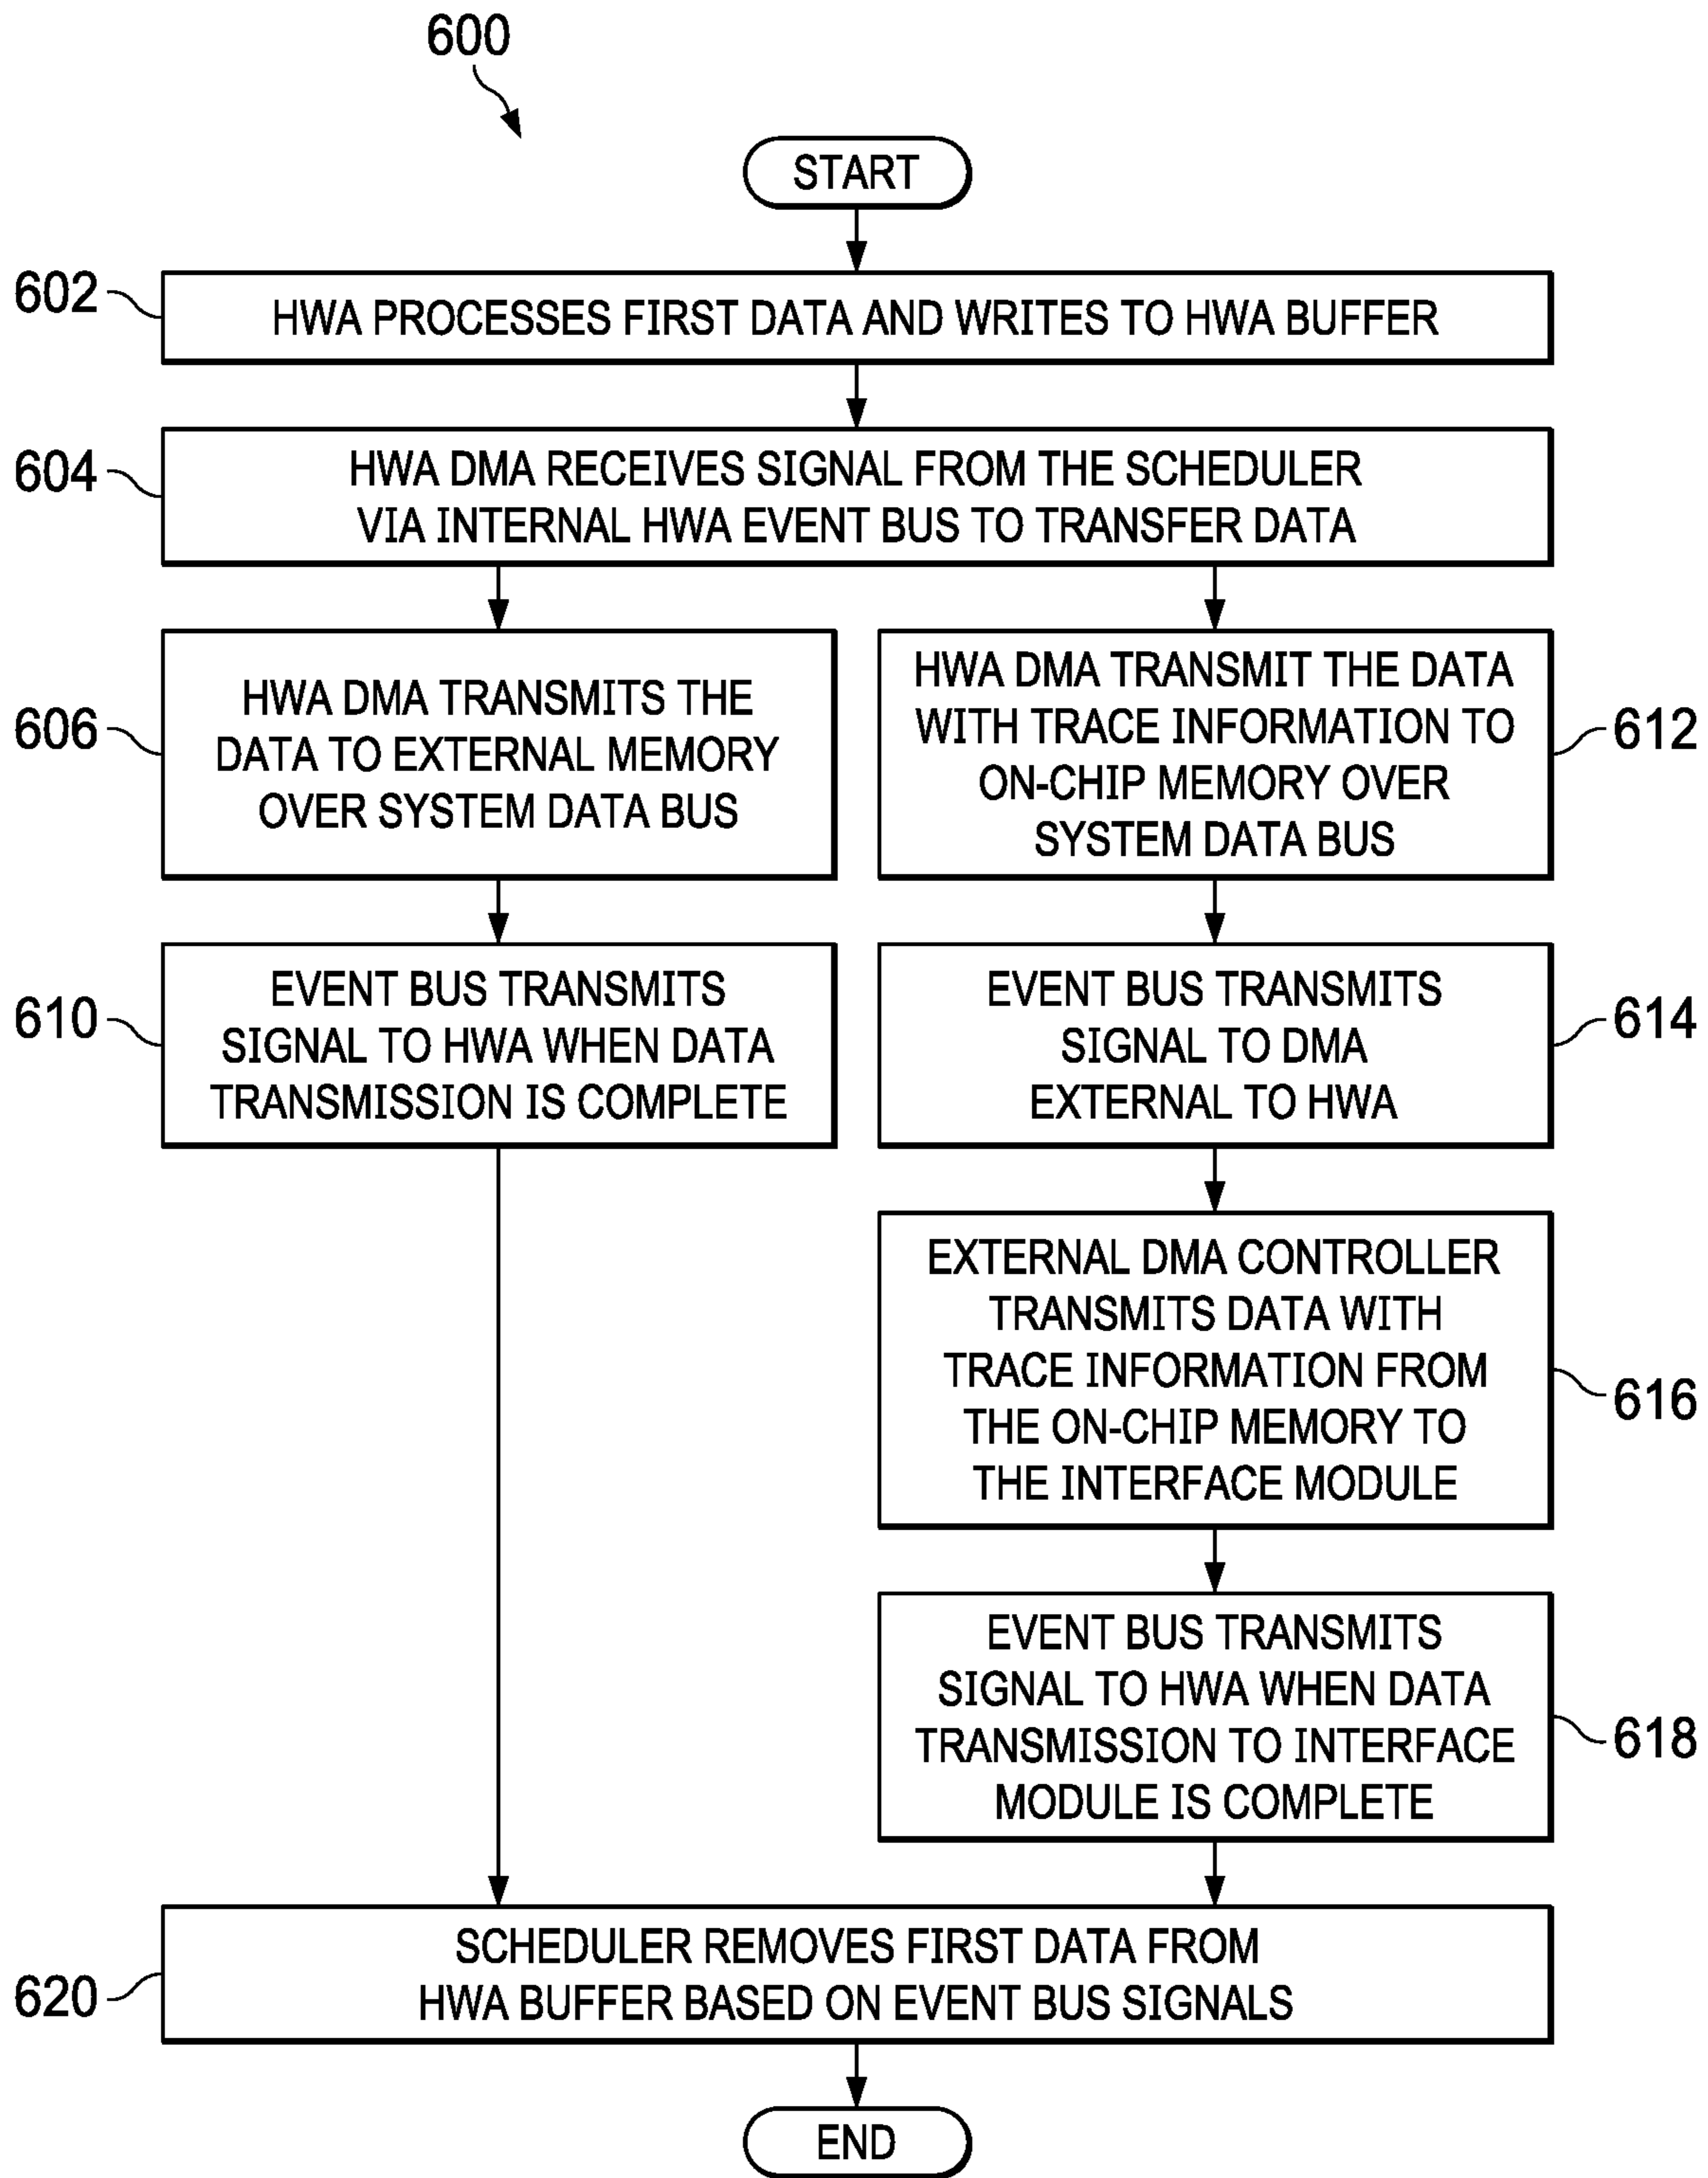 600
START
602
HWA PROCESSES FIRST DATA AND WRITES TO HWA BUFFER
604
HWA DMA RECEIVES SIGNAL FROM THE SCHEDULER
VIA INTERNAL HWA EVENT BUS TO TRANSFER DATA
606
HWA DMA TRANSMITS THE
DATA TO EXTERNAL MEMORY
OVER SYSTEM DATA BUS
HWA DMA TRANSMIT THE DATA
WITH TRACE INFORMATION TO
ON-CHIP MEMORY OVER
SYSTEM DATA BUS
612
610
EVENT BUS TRANSMITS
SIGNAL TO HWA WHEN DATA
TRANSMISSION IS COMPLETE
EVENT BUS TRANSMITS
SIGNAL TO DMA
EXTERNAL TO HWA
614
EXTERNAL DMA CONTROLLER
TRANSMITS DATA WITH
TRACE INFORMATION FROM
THE ON-CHIP MEMORY TO
THE INTERFACE MODULE
616
EVENT BUS TRANSMITS
SIGNAL TO HWA WHEN DATA
TRANSMISSION TO INTERFACE
MODULE IS COMPLETE
618
620
SCHEDULER REMOVES FIRST DATA FROM
HWA BUFFER BASED ON EVENT BUS SIGNALS
END